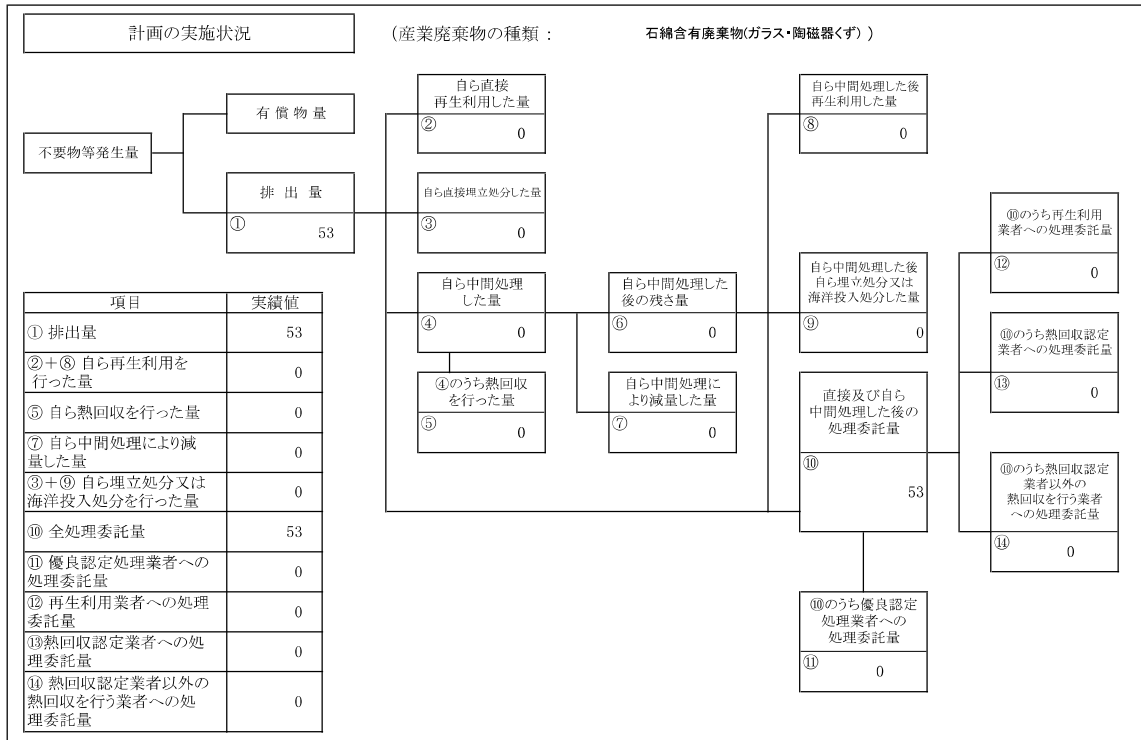 計画の実施状況
(産業廃棄物の種類： 石綿含有廃棄物(ガラス・陶磁器くず) )
不要物等発生量
有償物量
排出量
①
53
自ら直接
再生利用した量
②
0
自ら直接埋立処分した量
③
0
自ら中間処理
した量
④
0
④のうち熱回収
を行った量
⑤
0
自ら中間処理した
後の残さ量
⑥
0
自ら中間処理に
より減量した量
⑦
0
自ら中間処理した後
再生利用した量
⑧
0
自ら中間処理した後
自ら埋立処分又は
海洋投入処分した量
⑨
0
直接及び自ら
中間処理した後の
処理委託量
⑩
53
⑩のうち優良認定
処理業者への
処理委託量
⑪
0
⑩のうち再生利用
業者への処理委託量
⑫
0
⑩のうち熱回収認定
業者への処理委託量
⑬
0
⑩のうち熱回収認定
業者以外の
熱回収を行う業者
への処理委託量
⑭
0
項目 実績値
① 排出量 53
②＋⑧ 自ら再生利用を
行った量 0
⑤ 自ら熱回収を行った量 0
⑦ 自ら中間処理により減
量した量 0
③＋⑨ 自ら埋立処分又は
海洋投入処分を行った量 0
⑩ 全処理委託量 53
⑪ 優良認定処理業者への
処理委託量 0
⑫ 再生利用業者への処理
委託量 0
⑬熱回収認定業者への処
理委託量 0
⑭ 熱回収認定業者以外の
熱回収を行う業者への処
理委託量 0